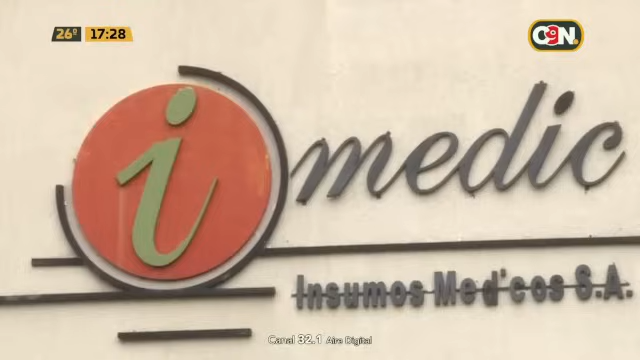 26º 17:28
C9N
imedic
Insumos Med'cos S.A.
Canal 32.1 Aire Digital